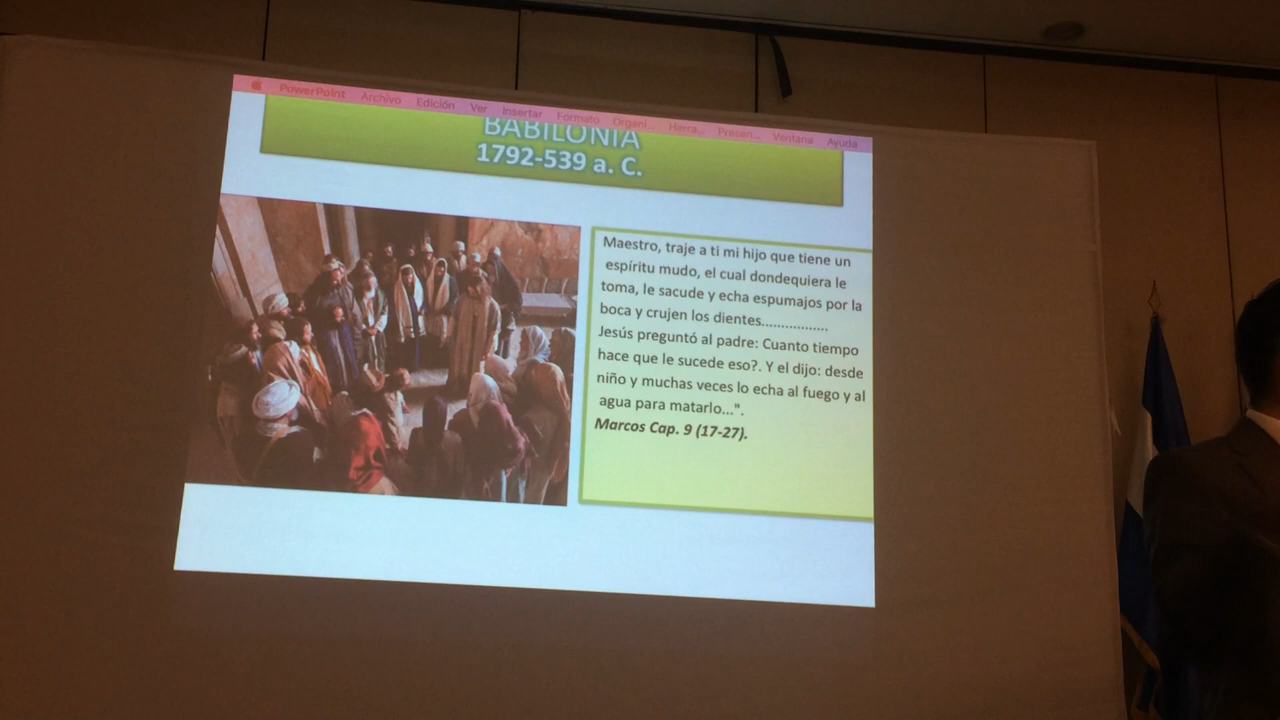 PowerPoint Archivo Edición Ver Insertar Formato Organi... Herra... Presen... Ventana Ayuda
BABILONIA
1792-539 a. C.
Maestro, traje a ti mi hijo que tiene un
espíritu mudo, el cual dondequiera le
toma, le sacude y echa espumajos por la
boca y crujen los dientes................
Jesús preguntó al padre: Cuanto tiempo
hace que le sucede eso?. Y el dijo: desde
niño y muchas veces lo echa al fuego y al
agua para matarlo...".
Marcos Cap. 9 (17-27).